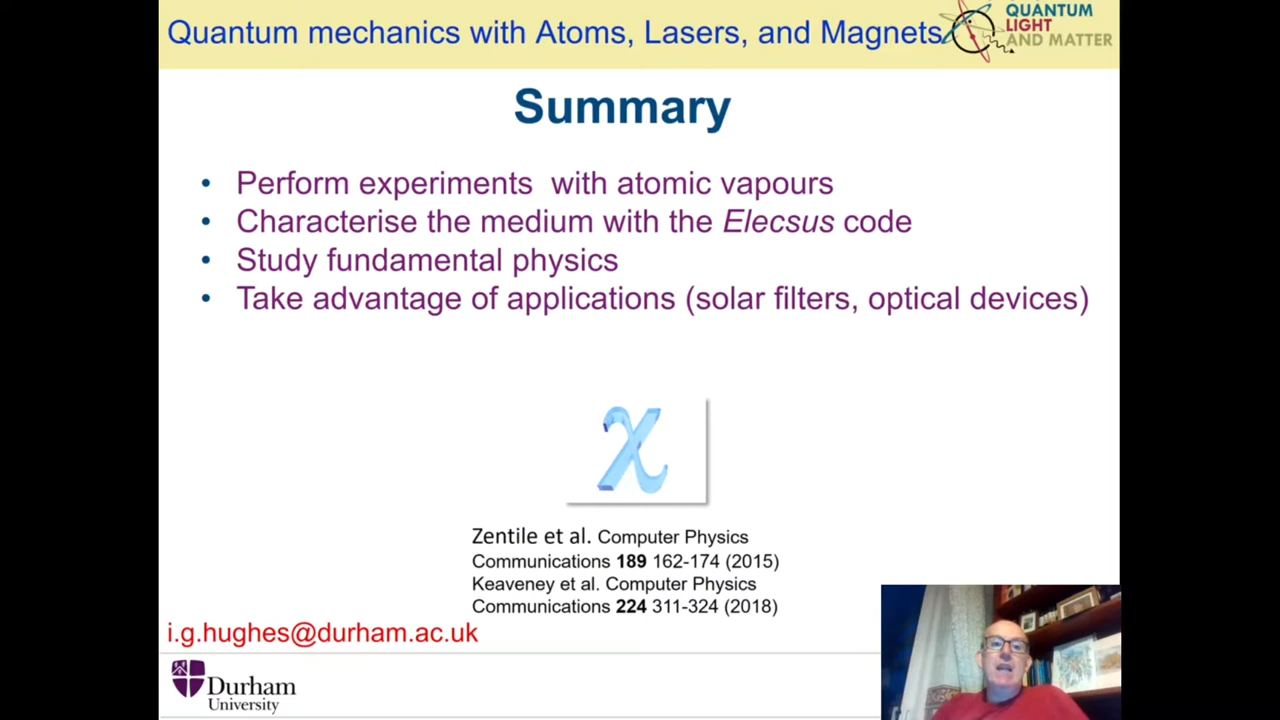 Quantum mechanics with Atoms, Lasers, and Magnets
QUANTUM
LIGHT
AND MATTER
Summary
• Perform experiments with atomic vapours
• Characterise the medium with the Elecsus code
• Study fundamental physics
• Take advantage of applications (solar filters, optical devices)
χ
Zentile et al. Computer Physics
Communications 189 162-174 (2015)
Keaveney et al. Computer Physics
Communications 224 311-324 (2018)
i.g.hughes@durham.ac.uk
Durham
University